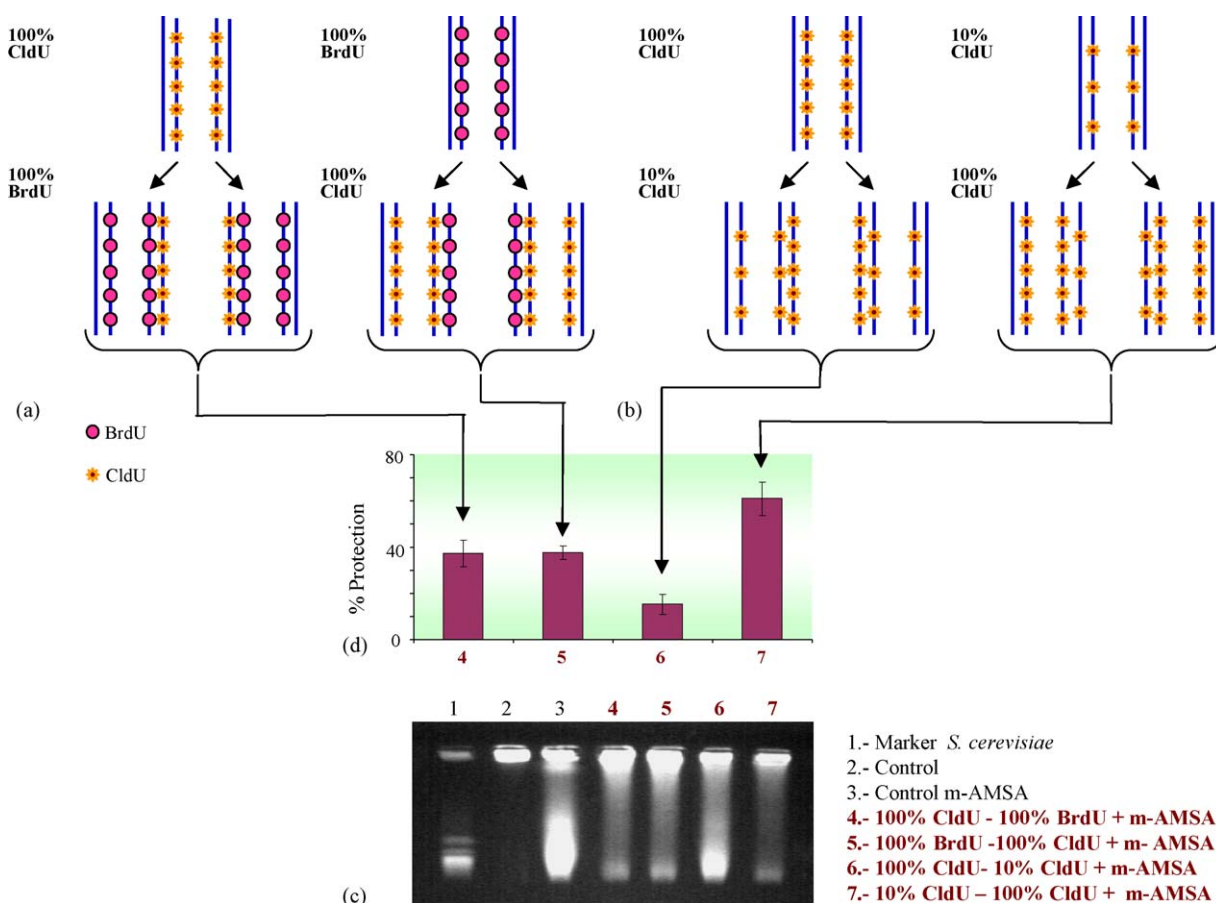 100%
CldU
100%
BrdU
100%
CldU
10%
CldU
100%
BrdU
100%
CldU
10%
CldU
100%
CldU
(a)
(b)
BrdU
CldU
80
40
0
% Protection
(d)
4
5
6
7
1
2
3
4
5
6
7
(c)
1.- Marker S. cerevisiae
2.- Control
3.- Control m-AMSA
4.- 100% CldU - 100% BrdU + m-AMSA
5.- 100% BrdU -100% CldU + m- AMSA
6.- 100% CldU- 10% CldU + m-AMSA
7.- 10% CldU – 100% CldU + m-AMSA